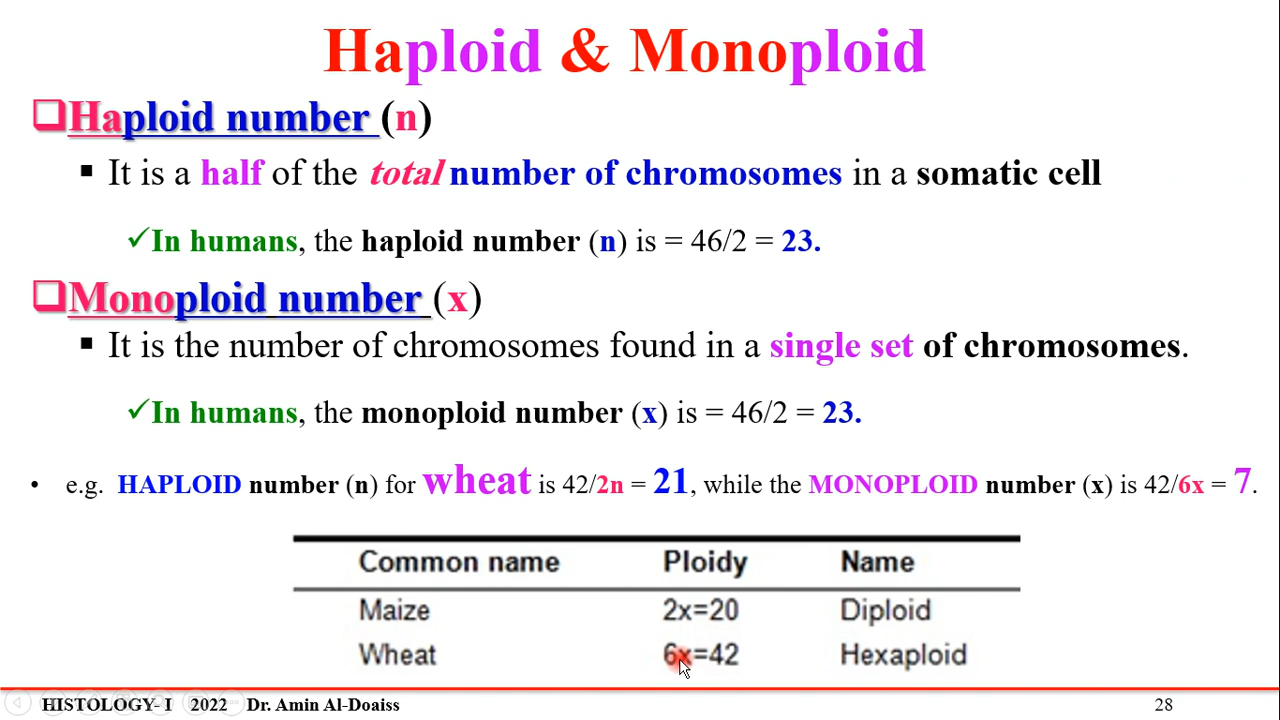 Haploid & Monoploid
Haploid number (n)
It is a half of the total number of chromosomes in a somatic cell
In humans, the haploid number (n) is = 46/2 = 23.
Monoploid number (x)
It is the number of chromosomes found in a single set of chromosomes.
In humans, the monoploid number (x) is = 46/2 = 23.
• e.g. HAPLOID number (n) for wheat is 42/2n = 21, while the MONOPLOID number (x) is 42/6x = 7.
Common name Ploidy Name
Maize 2x=20 Diploid
Wheat 6x=42 Hexaploid
HISTOLOGY- I 2022 Dr. Amin Al-Doaiss 28